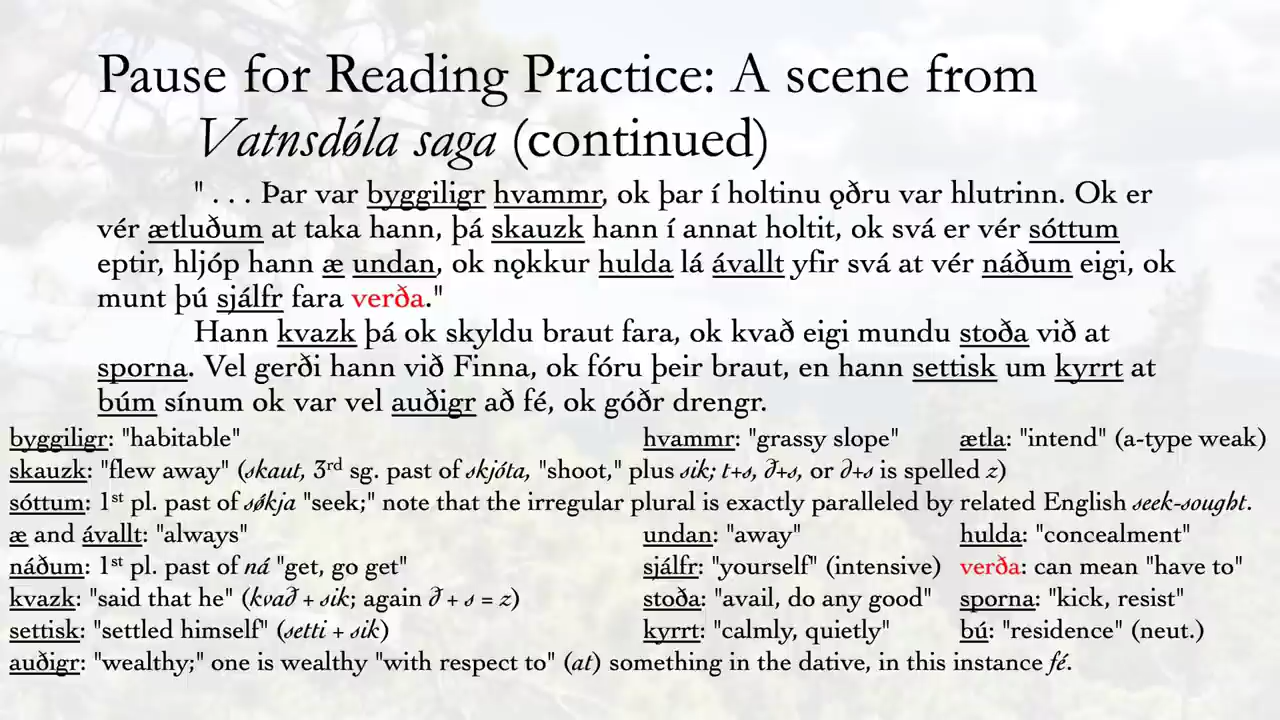 Pause for Reading Practice: A scene from
Vatnsdǿla saga (continued)
" . . . Þar var byggiligr hvammr, ok þar í holtinu ǫðru var hlutrinn. Ok er
vér ætluðum at taka hann, þá skauzk hann í annat holtit, ok svá er vér sóttum
eptir, hljóp hann æ undan, ok nǫkkur hulda lá ávallt yfir svá at vér náðum eigi, ok
munt þú sjálfr fara verða."
Hann kvazk þá ok skyldu braut fara, ok kvað eigi mundu stoða við at
sporna. Vel gerði hann við Finna, ok fóru þeir braut, en hann settisk um kyrrt at
búm sínum ok var vel auðigr að fé, ok góðr drengr.
byggiligr: "habitable" hvammr: "grassy slope" ætla: "intend" (a-type weak)
skauzk: "flew away" (skaut, 3rd sg. past of skjóta, "shoot," plus sik; t+s, ð+s, or d+s is spelled z)
sóttum: 1st pl. past of sǿkja "seek;" note that the irregular plural is exactly paralleled by related English seek-sought.
æ and ávallt: "always" undan: "away" hulda: "concealment"
náðum: 1st pl. past of ná "get, go get" sjálfr: "yourself" (intensive) verða: can mean "have to"
kvazk: "said that he" (kvað + sik; again ð + s = z) stoða: "avail, do any good" sporna: "kick, resist"
settisk: "settled himself" (setti + sik) kyrrt: "calmly, quietly" bú: "residence" (neut.)
auðigr: "wealthy;" one is wealthy "with respect to" (at) something in the dative, in this instance fé.